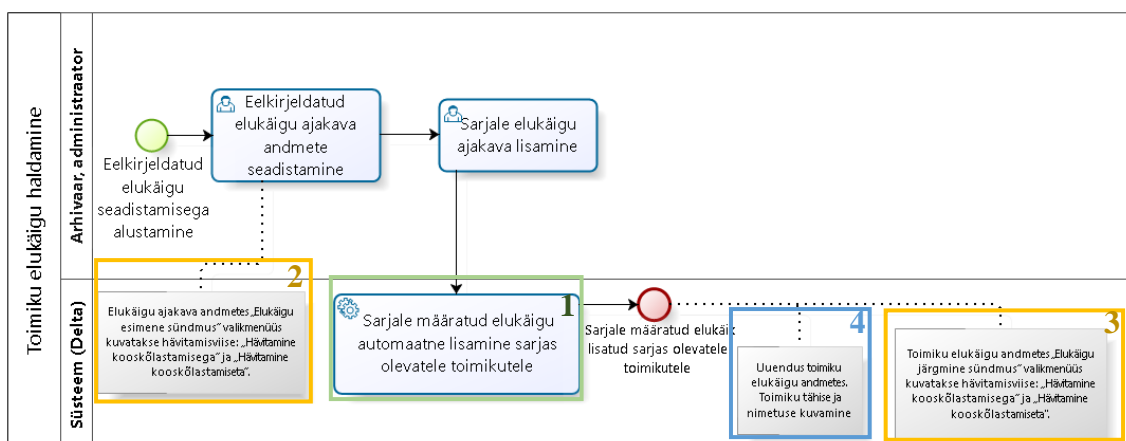 Toimiku elukäigu haldamine
Arhivaar, administraator
Eelkirjeldatud
elukäigu
seadistamisega
alustamine
Eelkirjeldatud
elukäigu ajakava
andmete
seadistamine
Sarjale elukäigu
ajakava lisamine
Süsteem (Delta)
2
Elukäigu ajakava andmetes „Elukäigu
esimene sündmus" valikmenüüs
kuvatakse hävitamisviise: „Hävitamine
kooskõlastamisega" ja „Hävitamine
kooskõlastamiseta".
1
Sarjale määratud elukäigu
automaatne lisamine sarjas
olevatele toimikutele
Sarjale määratud elukäik
lisatud sarjas olevatele
toimikutele
4
Uuendus toimiku
elukäigu andmetes.
Toimiku tähise ja
nimetuse kuvamine
3
Toimiku elukäigu andmetes „Elukäigu
järgmine sündmus" valikmenüüs
kuvatakse hävitamisviise: „Hävitamine
kooskõlastamisega" ja „Hävitamine
kooskõlastamiseta".